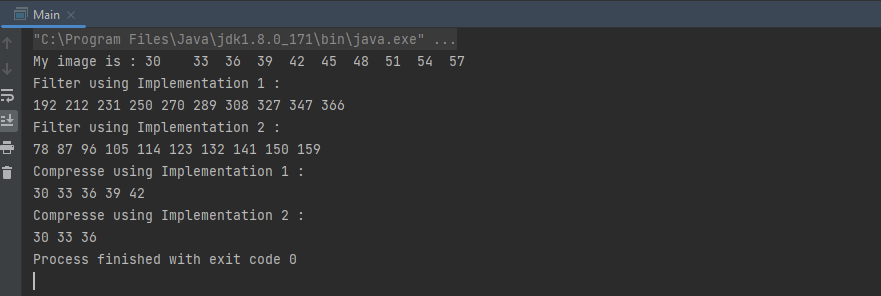 Main
"C:\Program Files\Java\jdk1.8.0_171\bin\java.exe" ...
My image is : 30    33  36  39  42  45  48  51  54  57
Filter using Implementation 1 :
192 212 231 250 270 289 308 327 347 366
Filter using Implementation 2 :
78 87 96 105 114 123 132 141 150 159
Compresse using Implementation 1 :
30 33 36 39 42
Compresse using Implementation 2 :
30 33 36
Process finished with exit code 0